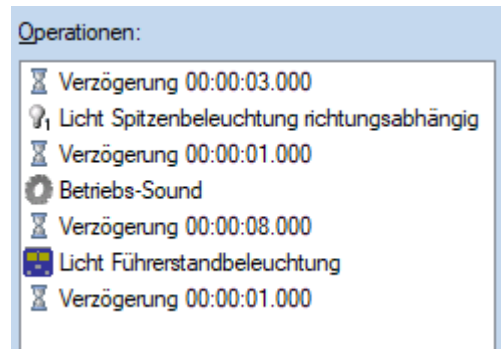 Operationen:
Verzögerung 00:00:03.000
Licht Spitzenbeleuchtung richtungsabhängig
Verzögerung 00:00:01.000
Betriebs-Sound
Verzögerung 00:00:08.000
Licht Führerstandbeleuchtung
Verzögerung 00:00:01.000